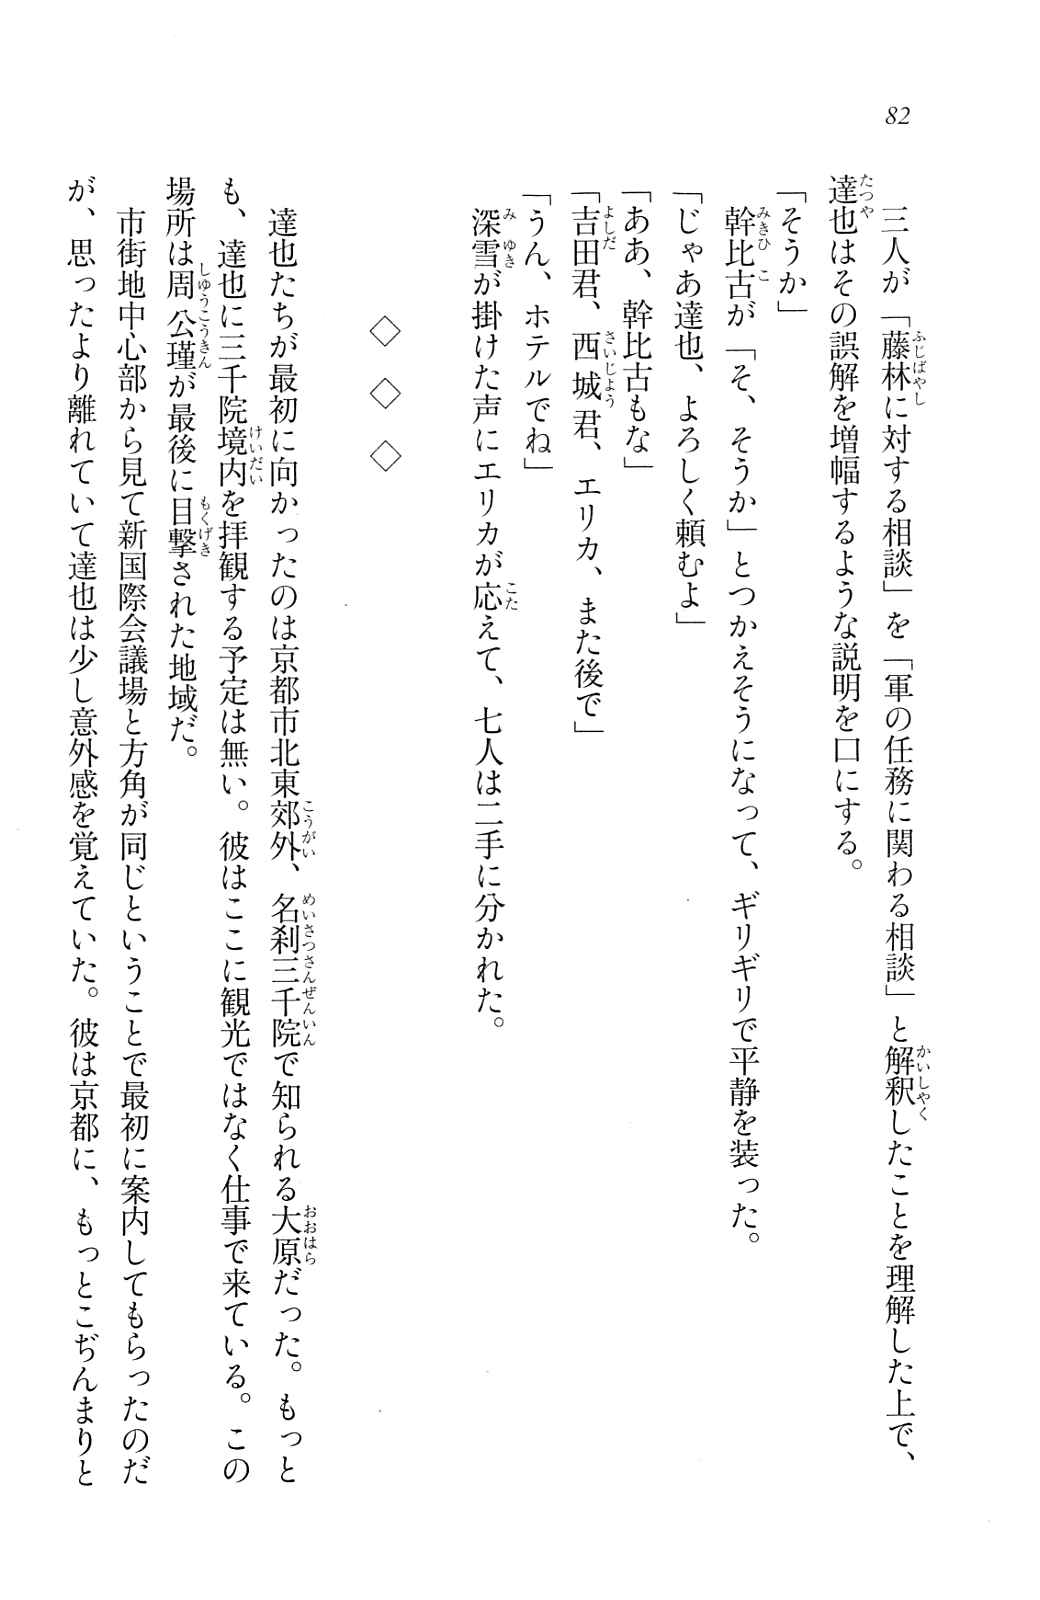 82
三人が「藤林に対する相談」を「軍の任務に関わる相談」と解釈したことを理解した上で、
達也はその誤解を増幅するような説明を口にする。
「そうか」
幹比古が「そ、そうか」とつかえそうになって、ギリギリで平静を装った。
「じゃあ達也、よろしく頼むよ」
「ああ、幹比古もな」
「吉田君、西城君、エリカ、また後で」
「うん、ホテルでね」
深雪が掛けた声にエリカが応えて、七人は二手に分かれた。
◇ ◇ ◇
達也たちが最初に向かったのは京都市北東郊外、名刹三千院で知られる大原だった。もっと
も、達也に三千院境内を拝観する予定は無い。彼はここに観光ではなく仕事で来ている。この
場所は周公瑾が最後に目撃された地域だ。
市街地中心部から見て新国際会議場と方角が同じということで最初に案内してもらったのだ
が、思ったより離れていて達也は少し意外感を覚えていた。彼は京都に、もっとこぢんまりと